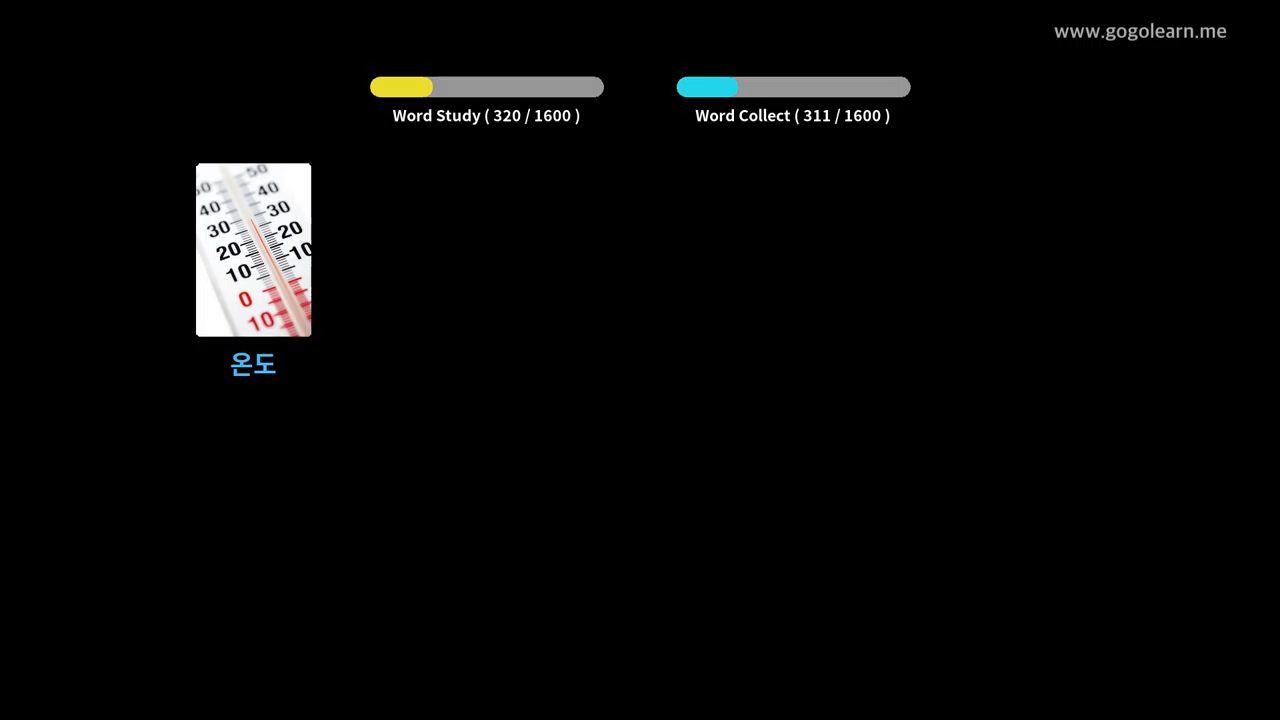 www.gogolearn.me
Word Study ( 320 / 1600 )
Word Collect ( 311 / 1600 )
50
40 40
30 30
20 20
10 10
0
10
온도